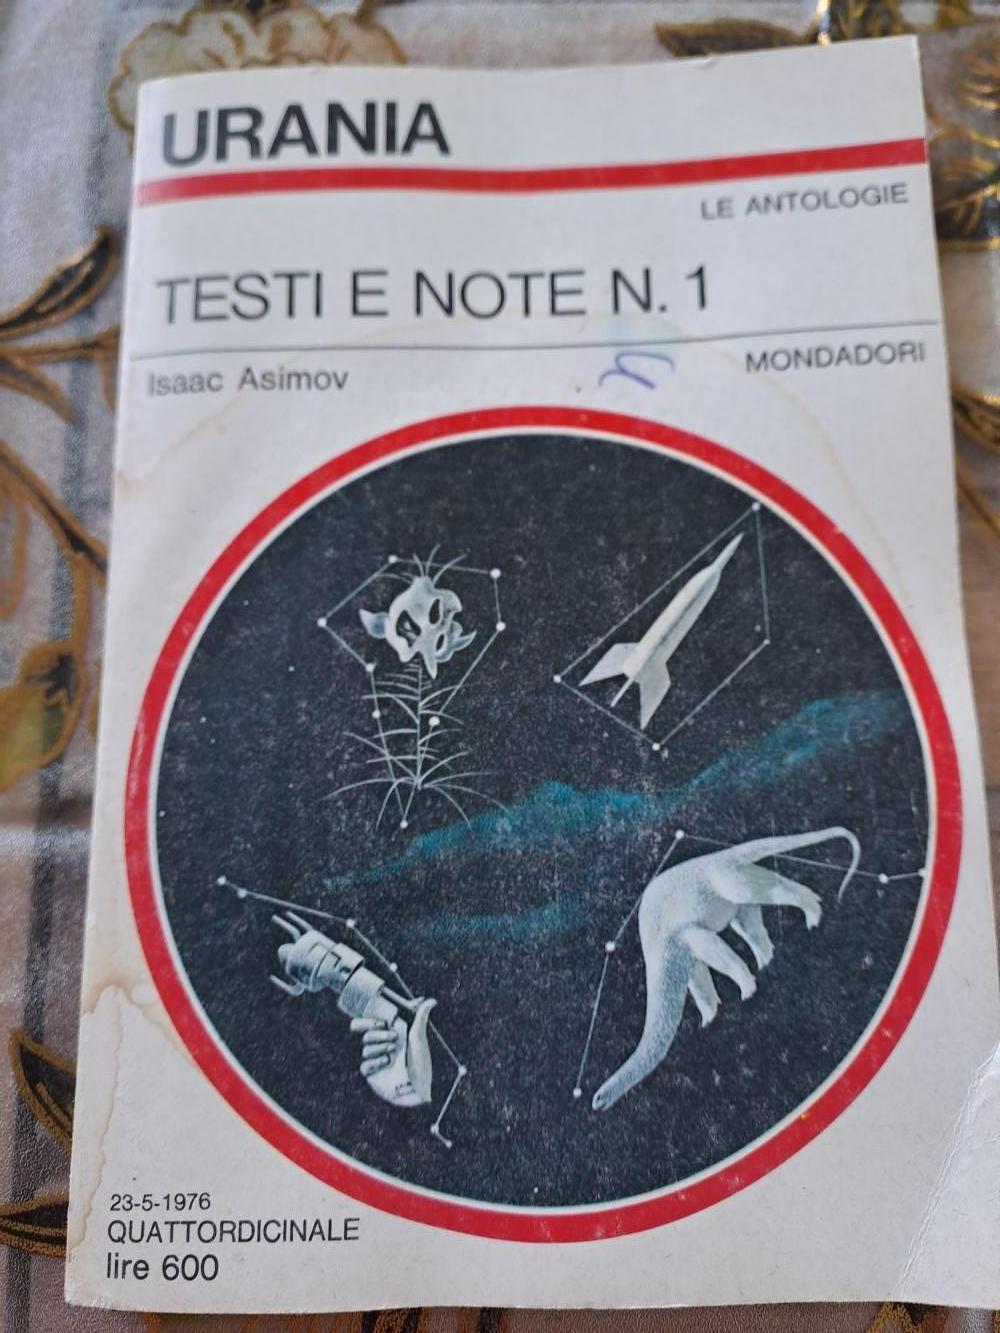 URANIA
LE ANTOLOGIE
TESTI E NOTE N. 1
Isaac Asimov
MONDADORI
23-5-1976
QUATTORDICINALE
lire 600